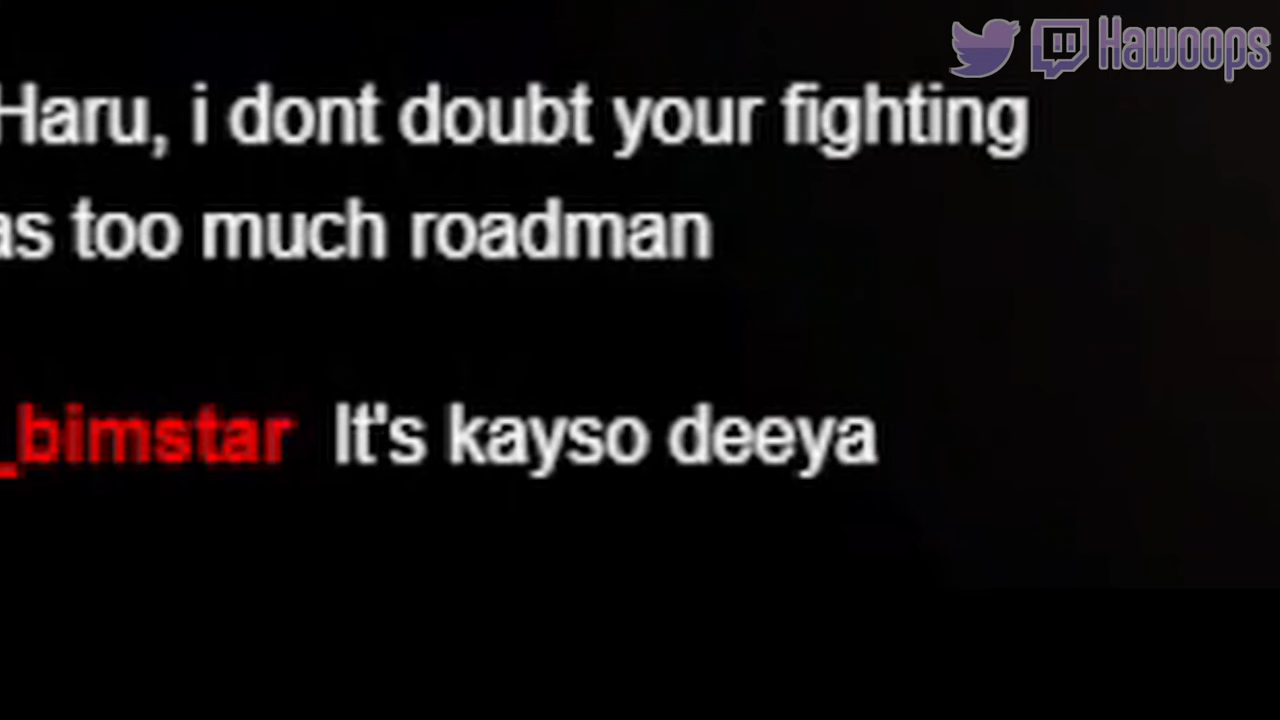 Hawoops
Haru, i dont doubt your fighting
as too much roadman
_bimstar It's kayso deeya